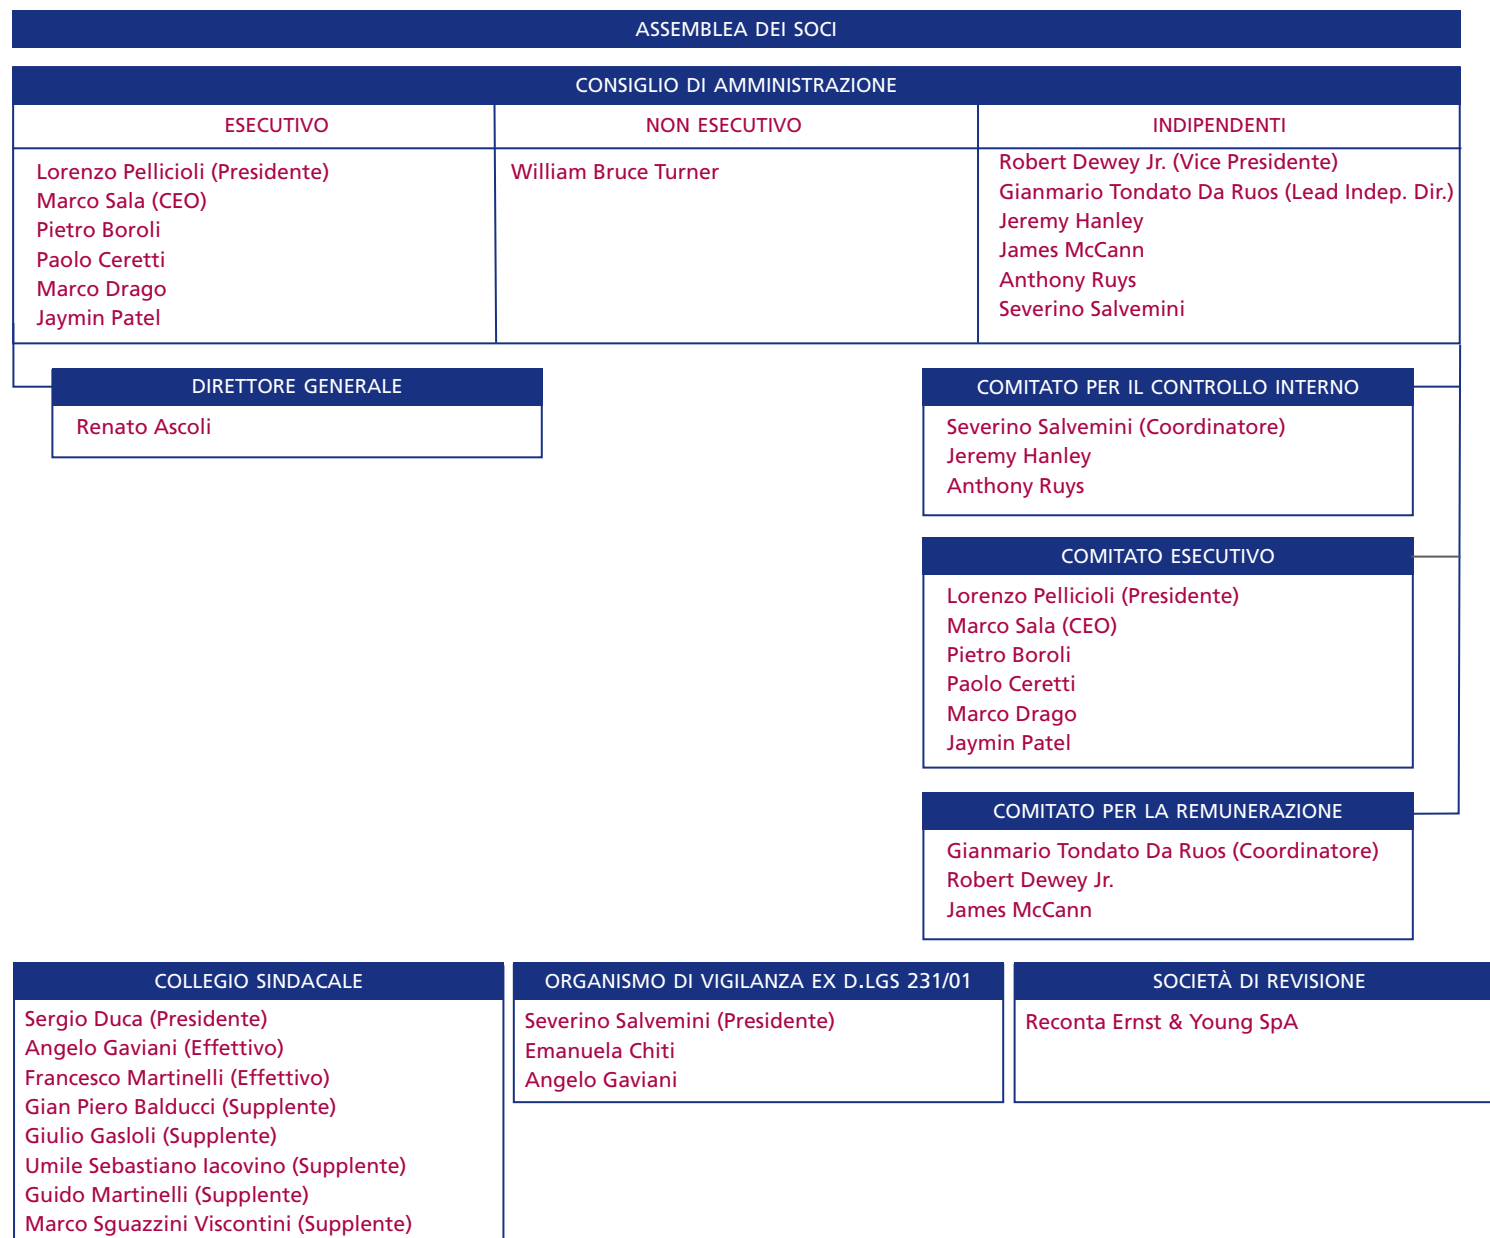 ASSEMBLEA DEI SOCI
CONSIGLIO DI AMMINISTRAZIONE
ESECUTIVO
Lorenzo Pellicioli (Presidente)
Marco Sala (CEO)
Pietro Boroli
Paolo Ceretti
Marco Drago
Jaymin Patel
NON ESECUTIVO
William Bruce Turner
INDIPENDENTI
Robert Dewey Jr. (Vice Presidente)
Gianmario Tondato Da Ruos (Lead Indep. Dir.)
Jeremy Hanley
James McCann
Anthony Ruys
Severino Salvemini
DIRETTORE GENERALE
Renato Ascoli
COMITATO PER IL CONTROLLO INTERNO
Severino Salvemini (Coordinatore)
Jeremy Hanley
Anthony Ruys
COMITATO ESECUTIVO
Lorenzo Pellicioli (Presidente)
Marco Sala (CEO)
Pietro Boroli
Paolo Ceretti
Marco Drago
Jaymin Patel
COMITATO PER LA REMUNERAZIONE
Gianmario Tondato Da Ruos (Coordinatore)
Robert Dewey Jr.
James McCann
COLLEGIO SINDACALE
Sergio Duca (Presidente)
Angelo Gaviani (Effettivo)
Francesco Martinelli (Effettivo)
Gian Piero Balducci (Supplente)
Giulio Gasloli (Supplente)
Umile Sebastiano Iacovino (Supplente)
Guido Martinelli (Supplente)
Marco Sguazzini Viscontini (Supplente)
ORGANISMO DI VIGILANZA EX D.LGS 231/01
Severino Salvemini (Presidente)
Emanuela Chiti
Angelo Gaviani
SOCIETÀ DI REVISIONE
Reconta Ernst & Young SpA